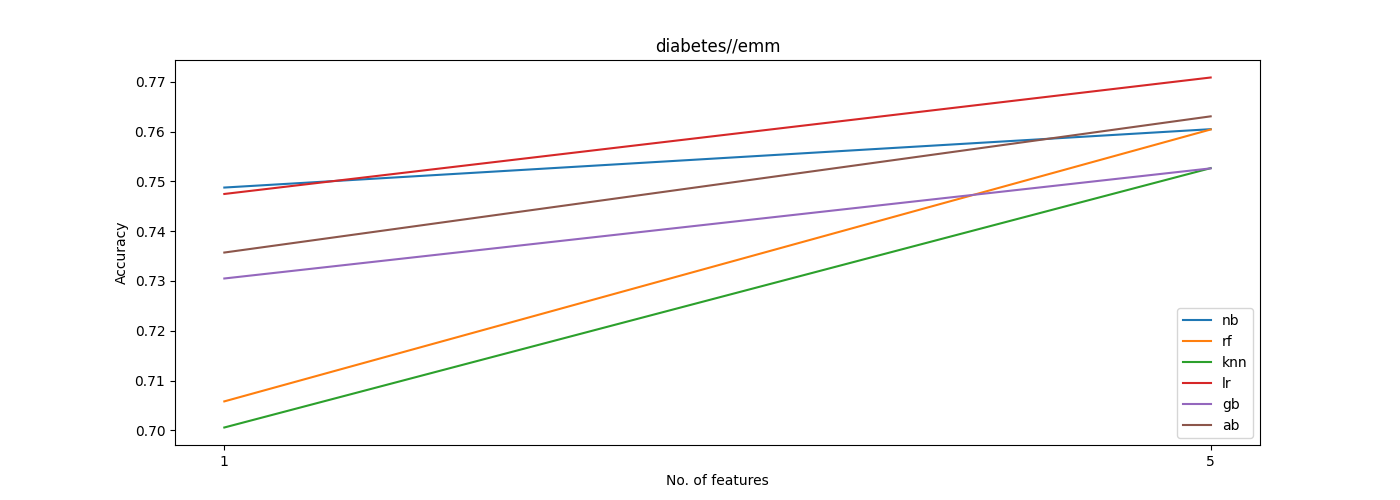 diabetes//emm
0.77
0.76
0.75
0.74
0.73
0.72
0.71
0.70
Accuracy
1
5
No. of features
nb
rf
knn
lr
gb
ab